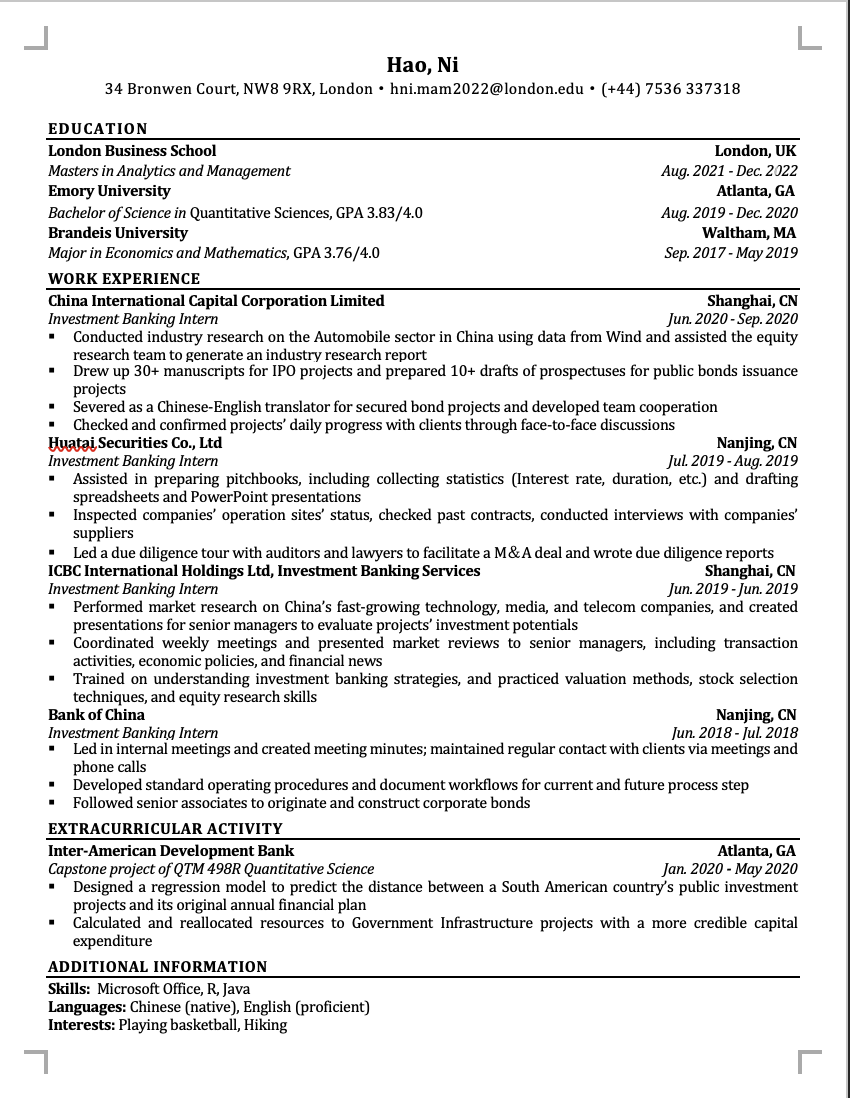 Hao, Ni
34 Bronwen Court, NW8 9RX, London • hni.mam2022@london.edu • (+44) 7536 337318
EDUCATION
London Business School London, UK
Masters in Analytics and Management Aug. 2021 - Dec. 2022
Emory University Atlanta, GA
Bachelor of Science in Quantitative Sciences, GPA 3.83/4.0 Aug. 2019 - Dec. 2020
Brandeis University Waltham, MA
Major in Economics and Mathematics, GPA 3.76/4.0 Sep. 2017 - May 2019
WORK EXPERIENCE
China International Capital Corporation Limited Shanghai, CN
Investment Banking Intern Jun. 2020 - Sep. 2020
▪ Conducted industry research on the Automobile sector in China using data from Wind and assisted the equity
research team to generate an industry research report
▪ Drew up 30+ manuscripts for IPO projects and prepared 10+ drafts of prospectuses for public bonds issuance
projects
▪ Severed as a Chinese-English translator for secured bond projects and developed team cooperation
▪ Checked and confirmed projects' daily progress with clients through face-to-face discussions
Huatai Securities Co., Ltd Nanjing, CN
Investment Banking Intern Jul. 2019 - Aug. 2019
▪ Assisted in preparing pitchbooks, including collecting statistics (Interest rate, duration, etc.) and drafting
spreadsheets and PowerPoint presentations
▪ Inspected companies' operation sites' status, checked past contracts, conducted interviews with companies'
suppliers
▪ Led a due diligence tour with auditors and lawyers to facilitate a M&A deal and wrote due diligence reports
ICBC International Holdings Ltd, Investment Banking Services Shanghai, CN
Investment Banking Intern Jun. 2019 - Jun. 2019
▪ Performed market research on China's fast-growing technology, media, and telecom companies, and created
presentations for senior managers to evaluate projects' investment potentials
▪ Coordinated weekly meetings and presented market reviews to senior managers, including transaction
activities, economic policies, and financial news
▪ Trained on understanding investment banking strategies, and practiced valuation methods, stock selection
techniques, and equity research skills
Bank of China Nanjing, CN
Investment Banking Intern Jun. 2018 - Jul. 2018
▪ Led in internal meetings and created meeting minutes; maintained regular contact with clients via meetings and
phone calls
▪ Developed standard operating procedures and document workflows for current and future process step
▪ Followed senior associates to originate and construct corporate bonds
EXTRACURRICULAR ACTIVITY
Inter-American Development Bank Atlanta, GA
Capstone project of QTM 498R Quantitative Science Jan. 2020 - May 2020
▪ Designed a regression model to predict the distance between a South American country's public investment
projects and its original annual financial plan
▪ Calculated and reallocated resources to Government Infrastructure projects with a more credible capital
expenditure
ADDITIONAL INFORMATION
Skills: Microsoft Office, R, Java
Languages: Chinese (native), English (proficient)
Interests: Playing basketball, Hiking